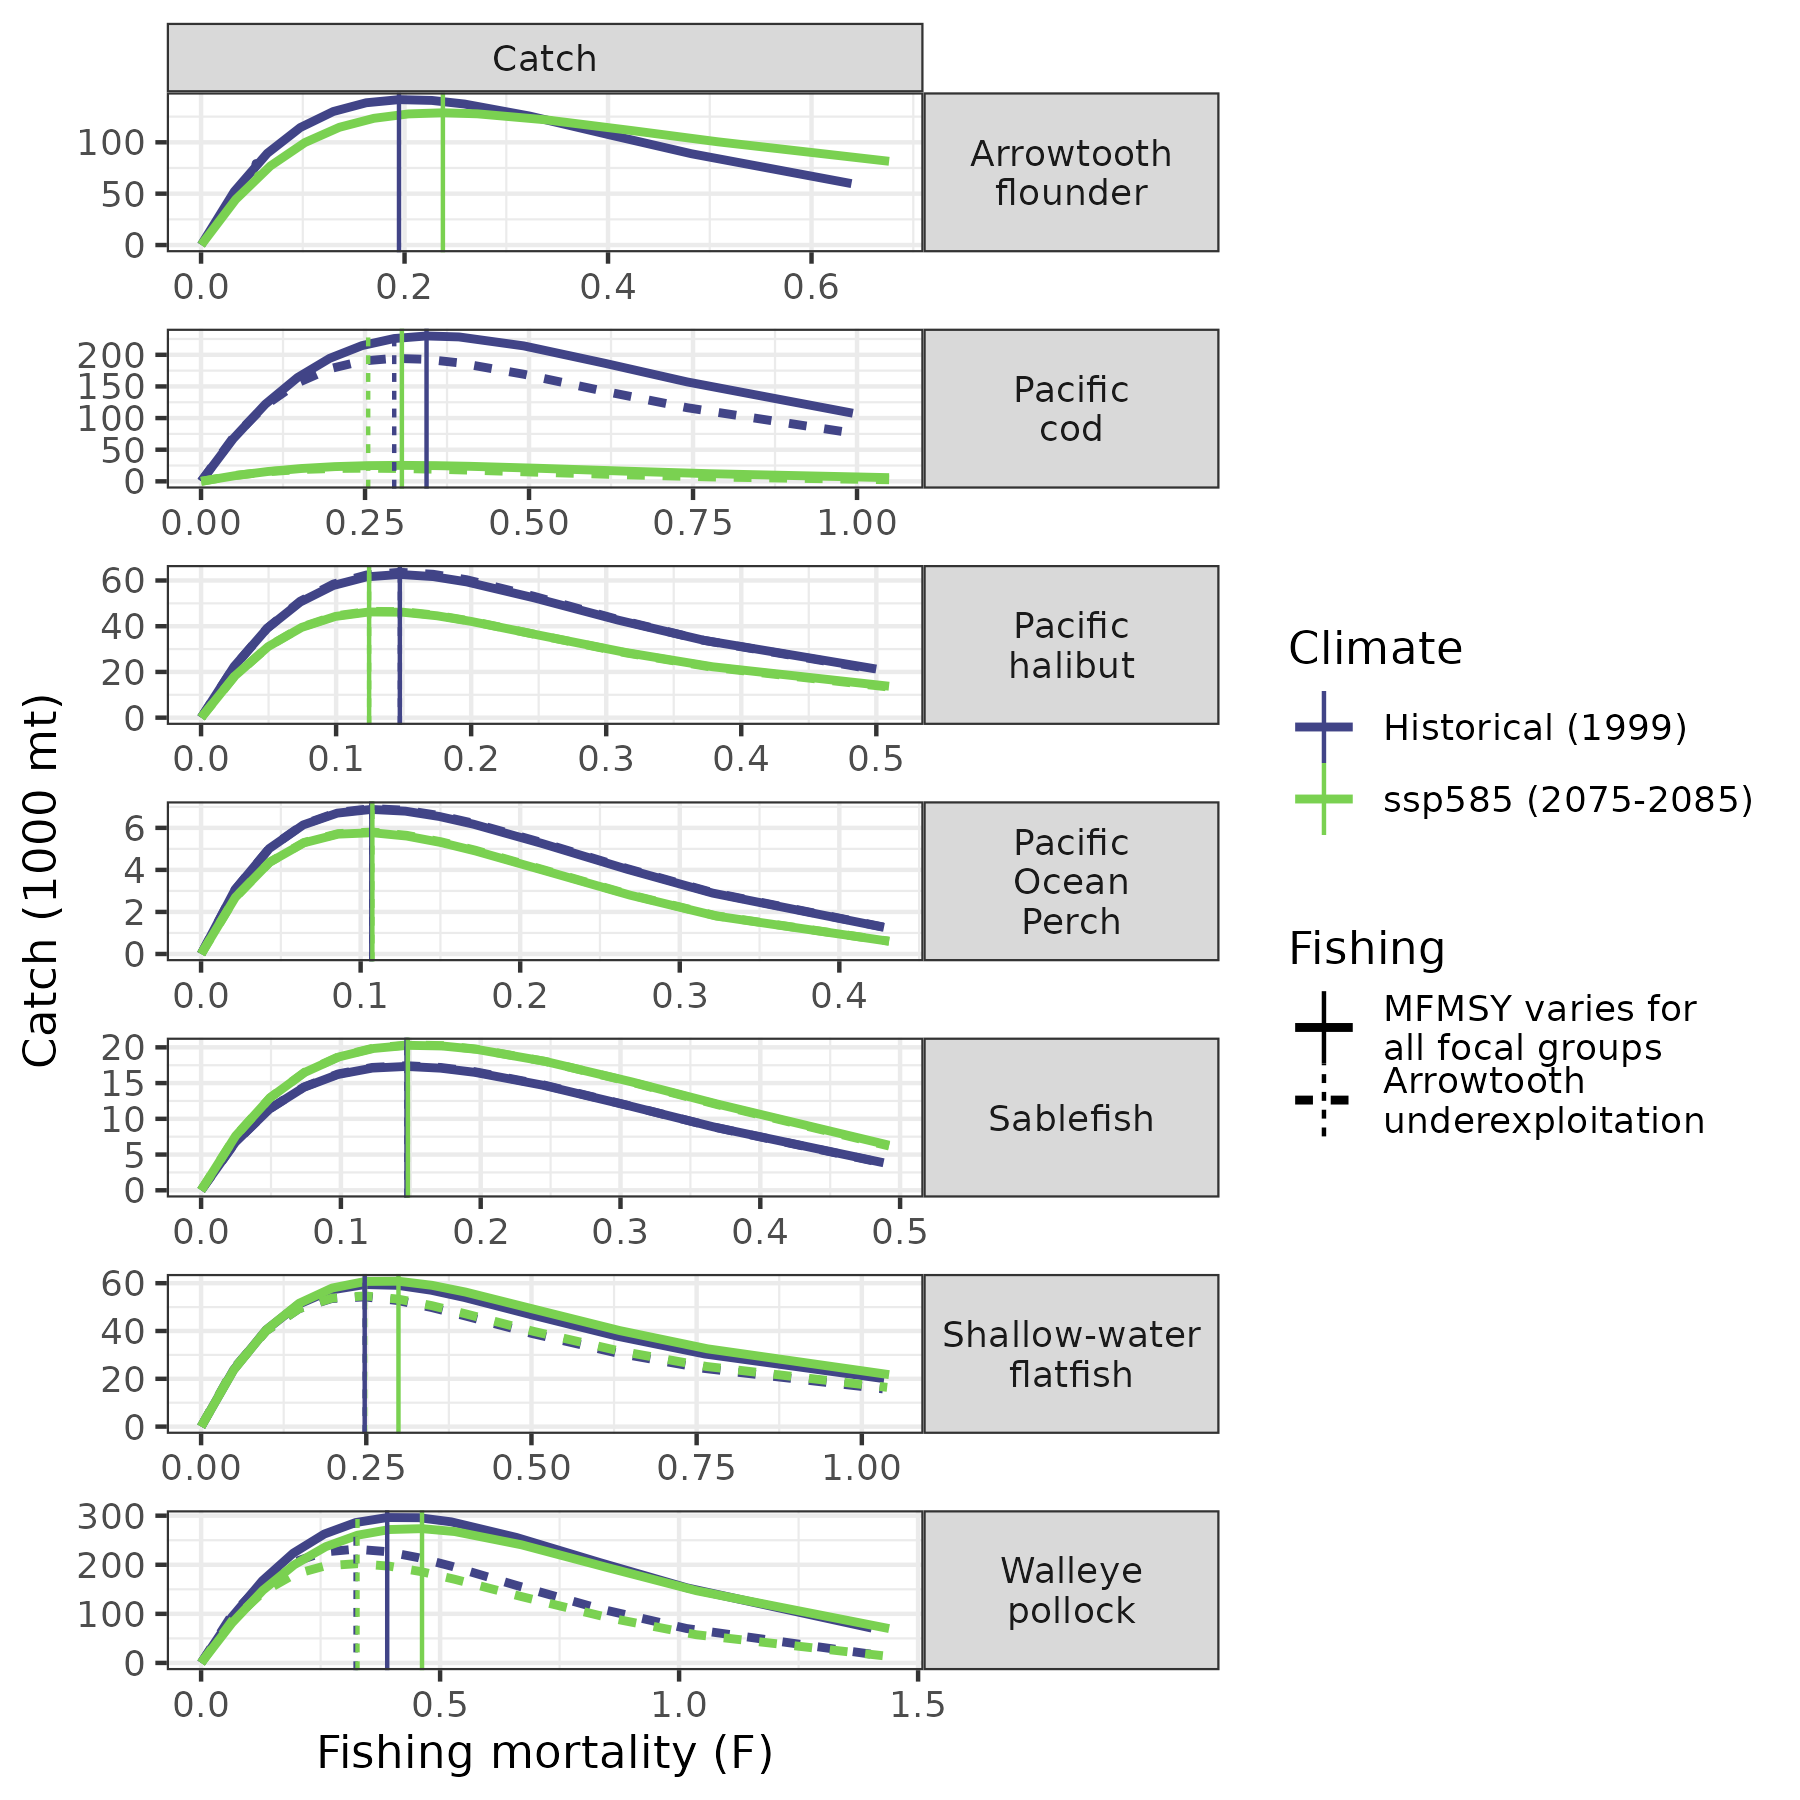 Catch
100
50
0
0.0 0.2 0.4 0.6
Arrowtooth
flounder
200
150
100
50
0
0.00 0.25 0.50 0.75 1.00
Pacific
cod
60
40
20
0
0.0 0.1 0.2 0.3 0.4 0.5
Pacific
halibut
6
4
2
0
0.0 0.1 0.2 0.3 0.4
Pacific
Ocean
Perch
20
15
10
5
0
0.0 0.1 0.2 0.3 0.4 0.5
Sablefish
60
40
20
0
0.00 0.25 0.50 0.75 1.00
Shallow-water
flatfish
300
200
100
0
0.0 0.5 1.0 1.5
Walleye
pollock
Catch (1000 mt)
Fishing mortality (F)
Climate
Historical (1999)
ssp585 (2075-2085)
Fishing
MFMSY varies for
all focal groups
Arrowtooth
underexploitation